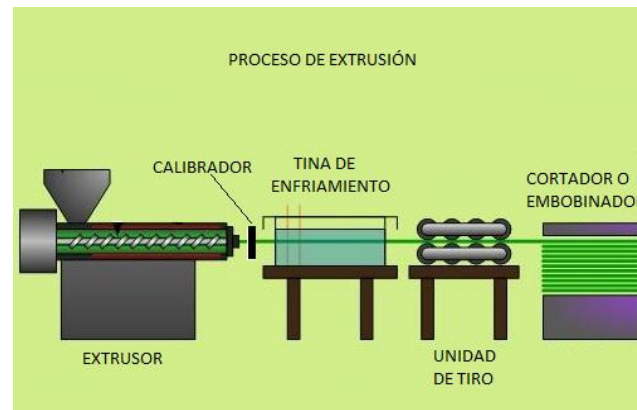 PROCESO DE EXTRUSIÓN
CALIBRADOR
TINA DE
ENFRIAMIENTO
CORTADOR O
EMBOBINADO
EXTRUSOR
UNIDAD
DE TIRO